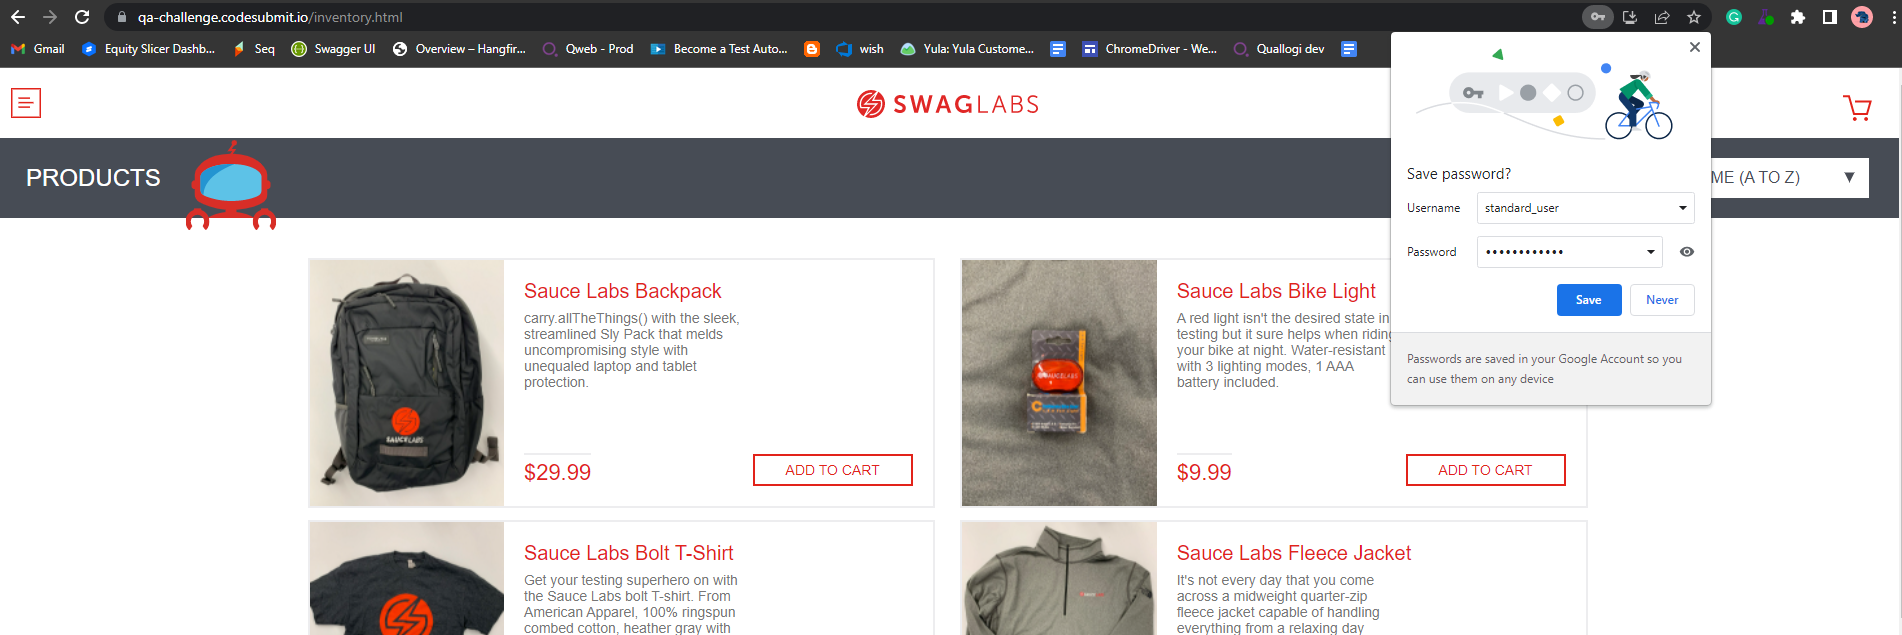 qa-challenge.codesubmit.io/inventory.html
Gmail Equity Slicer Dashb... Seq Swagger UI Overview – Hangfir... Qweb - Prod Become a Test Auto... wish Yula: Yula Custome... ChromeDriver - We... Quallogi dev
SWAGLABS
PRODUCTS
ME (A TO Z)
Save password?
Username standard_user
Password ••••••••••••
Save Never
Passwords are saved in your Google Account so you
can use them on any device
Sauce Labs Backpack
carry.allTheThings() with the sleek,
streamlined Sly Pack that melds
uncompromising style with
unequaled laptop and tablet
protection.
$29.99 ADD TO CART
SAUCELABS
Sauce Labs Bike Light
A red light isn't the desired state in
testing but it sure helps when riding
your bike at night. Water-resistant
with 3 lighting modes, 1 AAA
battery included.
$9.99 ADD TO CART
SAUCELABS
Sauce Labs Bolt T-Shirt
Get your testing superhero on with
the Sauce Labs bolt T-shirt. From
American Apparel, 100% ringspun
combed cotton, heather gray with
Sauce Labs Fleece Jacket
It's not every day that you come
across a midweight quarter-zip
fleece jacket capable of handling
everything from a relaxing day